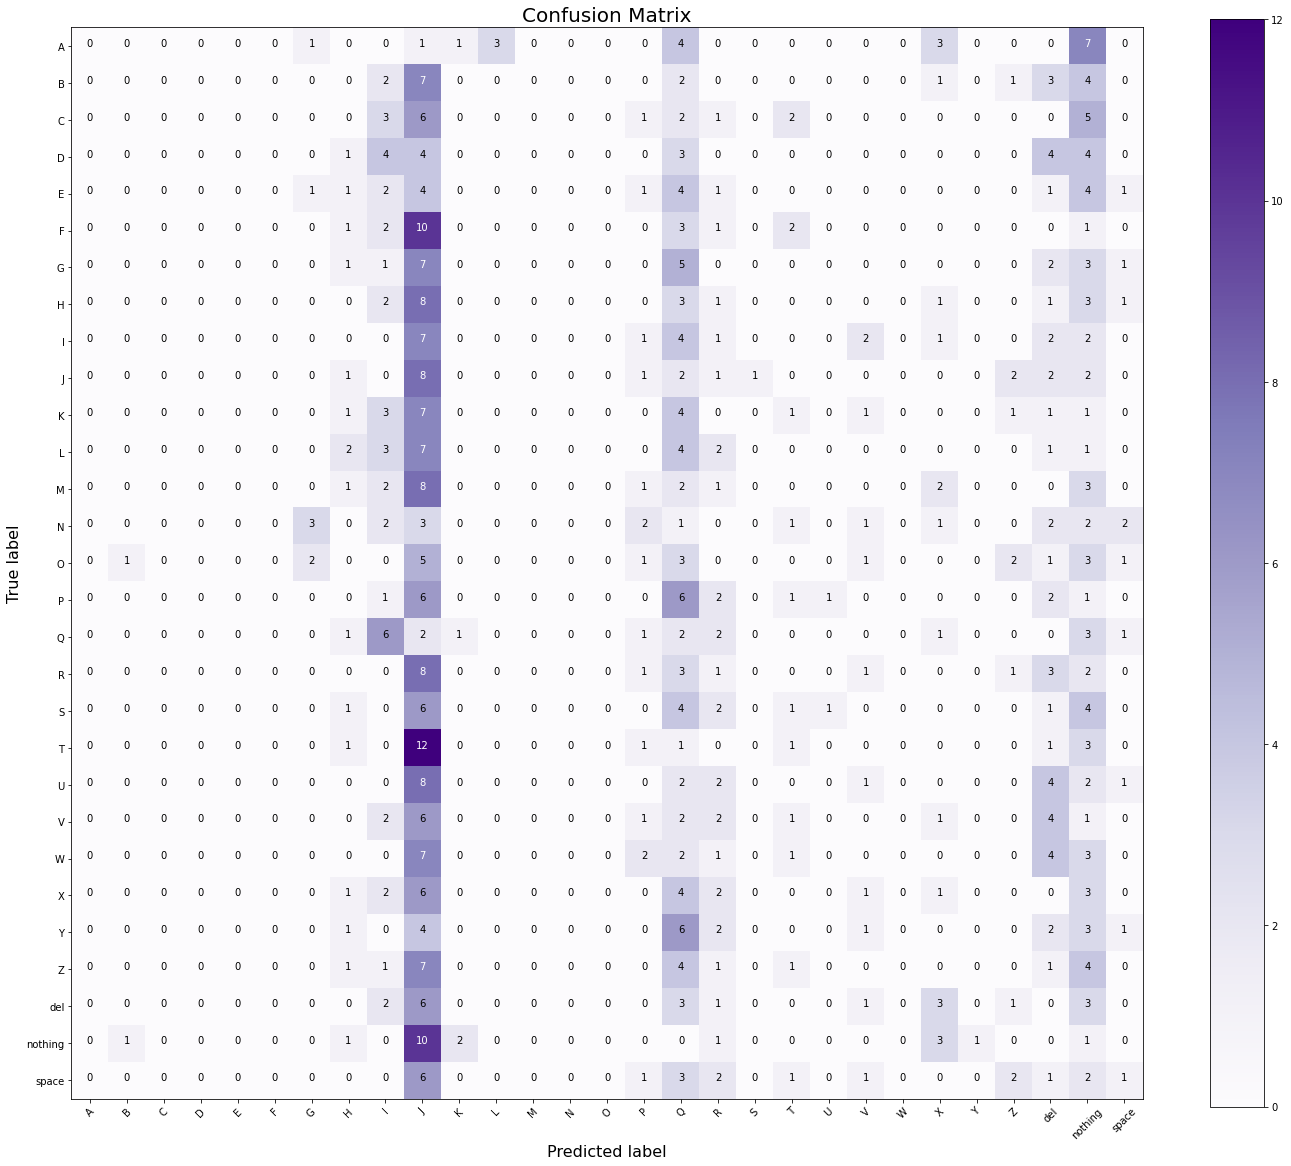 Confusion Matrix
A 0 0 0 0 0 0 1 0 0 1 1 3 0 0 0 0 4 0 0 0 0 0 0 3 0 0 0 7 0
B 0 0 0 0 0 0 0 0 2 7 0 0 0 0 0 0 2 0 0 0 0 0 0 1 0 1 3 4 0
C 0 0 0 0 0 0 0 0 3 6 0 0 0 0 0 1 2 1 0 2 0 0 0 0 0 0 0 5 0
D 0 0 0 0 0 0 0 1 4 4 0 0 0 0 0 0 3 0 0 0 0 0 0 0 0 0 4 4 0
E 0 0 0 0 0 0 1 1 2 4 0 0 0 0 0 1 4 1 0 0 0 0 0 0 0 0 1 4 1
F 0 0 0 0 0 0 0 1 2 10 0 0 0 0 0 0 3 1 0 2 0 0 0 0 0 0 0 1 0
G 0 0 0 0 0 0 0 1 1 7 0 0 0 0 0 0 5 0 0 0 0 0 0 0 0 0 2 3 1
H 0 0 0 0 0 0 0 0 2 8 0 0 0 0 0 0 3 1 0 0 0 0 0 1 0 0 1 3 1
I 0 0 0 0 0 0 0 0 0 7 0 0 0 0 0 1 4 1 0 0 0 2 0 1 0 0 2 2 0
J 0 0 0 0 0 0 0 1 0 8 0 0 0 0 0 1 2 1 1 0 0 0 0 0 0 2 2 2 0
K 0 0 0 0 0 0 0 1 3 7 0 0 0 0 0 0 4 0 0 1 0 1 0 0 0 1 1 1 0
L 0 0 0 0 0 0 0 2 3 7 0 0 0 0 0 0 4 2 0 0 0 0 0 0 0 0 1 1 0
M 0 0 0 0 0 0 0 1 2 8 0 0 0 0 0 1 2 1 0 0 0 0 0 2 0 0 0 3 0
N 0 0 0 0 0 0 3 0 2 3 0 0 0 0 0 2 1 0 0 1 0 1 0 1 0 0 2 2 2
O 0 1 0 0 0 0 2 0 0 5 0 0 0 0 0 1 3 0 0 0 0 1 0 0 0 2 1 3 1
P 0 0 0 0 0 0 0 0 1 6 0 0 0 0 0 0 6 2 0 1 1 0 0 0 0 0 2 1 0
Q 0 0 0 0 0 0 0 1 6 2 1 0 0 0 0 1 2 2 0 0 0 0 0 1 0 0 0 3 1
R 0 0 0 0 0 0 0 0 0 8 0 0 0 0 0 1 3 1 0 0 0 1 0 0 0 1 3 2 0
S 0 0 0 0 0 0 0 1 0 6 0 0 0 0 0 0 4 2 0 1 1 0 0 0 0 0 1 4 0
T 0 0 0 0 0 0 0 1 0 12 0 0 0 0 0 1 1 0 0 1 0 0 0 0 0 0 1 3 0
U 0 0 0 0 0 0 0 0 0 8 0 0 0 0 0 0 2 2 0 0 0 1 0 0 0 0 4 2 1
V 0 0 0 0 0 0 0 0 2 6 0 0 0 0 0 1 2 2 0 1 0 0 0 1 0 0 4 1 0
W 0 0 0 0 0 0 0 0 0 7 0 0 0 0 0 2 2 1 0 1 0 0 0 0 0 0 4 3 0
X 0 0 0 0 0 0 0 1 2 6 0 0 0 0 0 0 4 2 0 0 0 1 0 1 0 0 0 3 0
Y 0 0 0 0 0 0 0 1 0 4 0 0 0 0 0 0 6 2 0 0 0 1 0 0 0 0 2 3 1
Z 0 0 0 0 0 0 0 1 1 7 0 0 0 0 0 0 4 1 0 1 0 0 0 0 0 0 1 4 0
del 0 0 0 0 0 0 0 0 2 6 0 0 0 0 0 0 3 1 0 0 0 1 0 3 0 1 0 3 0
nothing 0 1 0 0 0 0 0 1 0 10 2 0 0 0 0 0 0 1 0 0 0 0 0 3 1 0 0 1 0
space 0 0 0 0 0 0 0 0 0 6 0 0 0 0 0 1 3 2 0 1 0 1 0 0 0 2 1 2 1
A B C D E F G H I J K L M N O P Q R S T U V W X Y Z del nothing space
Predicted label
True label
12
10
8
6
4
2
0